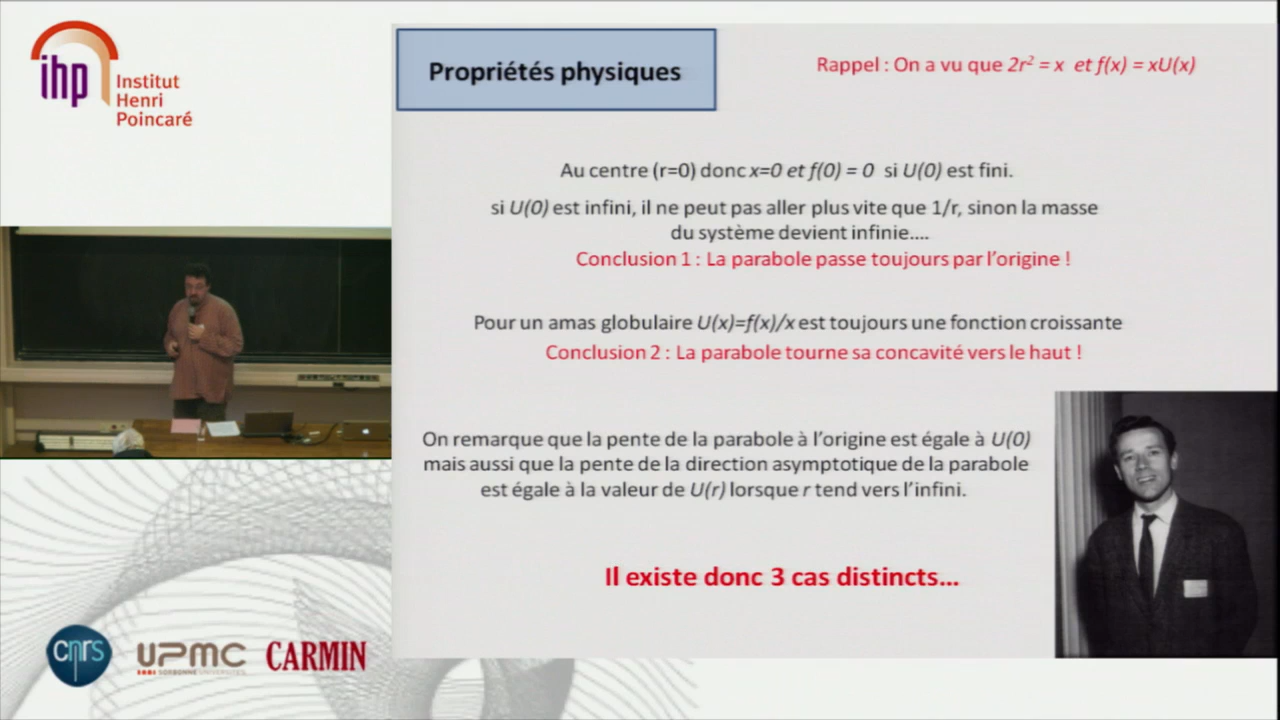 ihp
Institut
Henri
Poincaré
Propriétés physiques
Rappel : On a vu que 2r² = x et f(x) = xU(x)
Au centre (r=0) donc x=0 et f(0) = 0 si U(0) est fini.
si U(0) est infini, il ne peut pas aller plus vite que 1/r, sinon la masse
du système devient infinie....
Conclusion 1 : La parabole passe toujours par l'origine !
Pour un amas globulaire U(x)=f(x)/x est toujours une fonction croissante
Conclusion 2 : La parabole tourne sa concavité vers le haut !
On remarque que la pente de la parabole à l'origine est égale à U(0)
mais aussi que la pente de la direction asymptotique de la parabole
est égale à la valeur de U(r) lorsque r tend vers l'infini.
Il existe donc 3 cas distincts...
cnrs
UPMC
SORBONNE UNIVERSITÉS
CARMIN